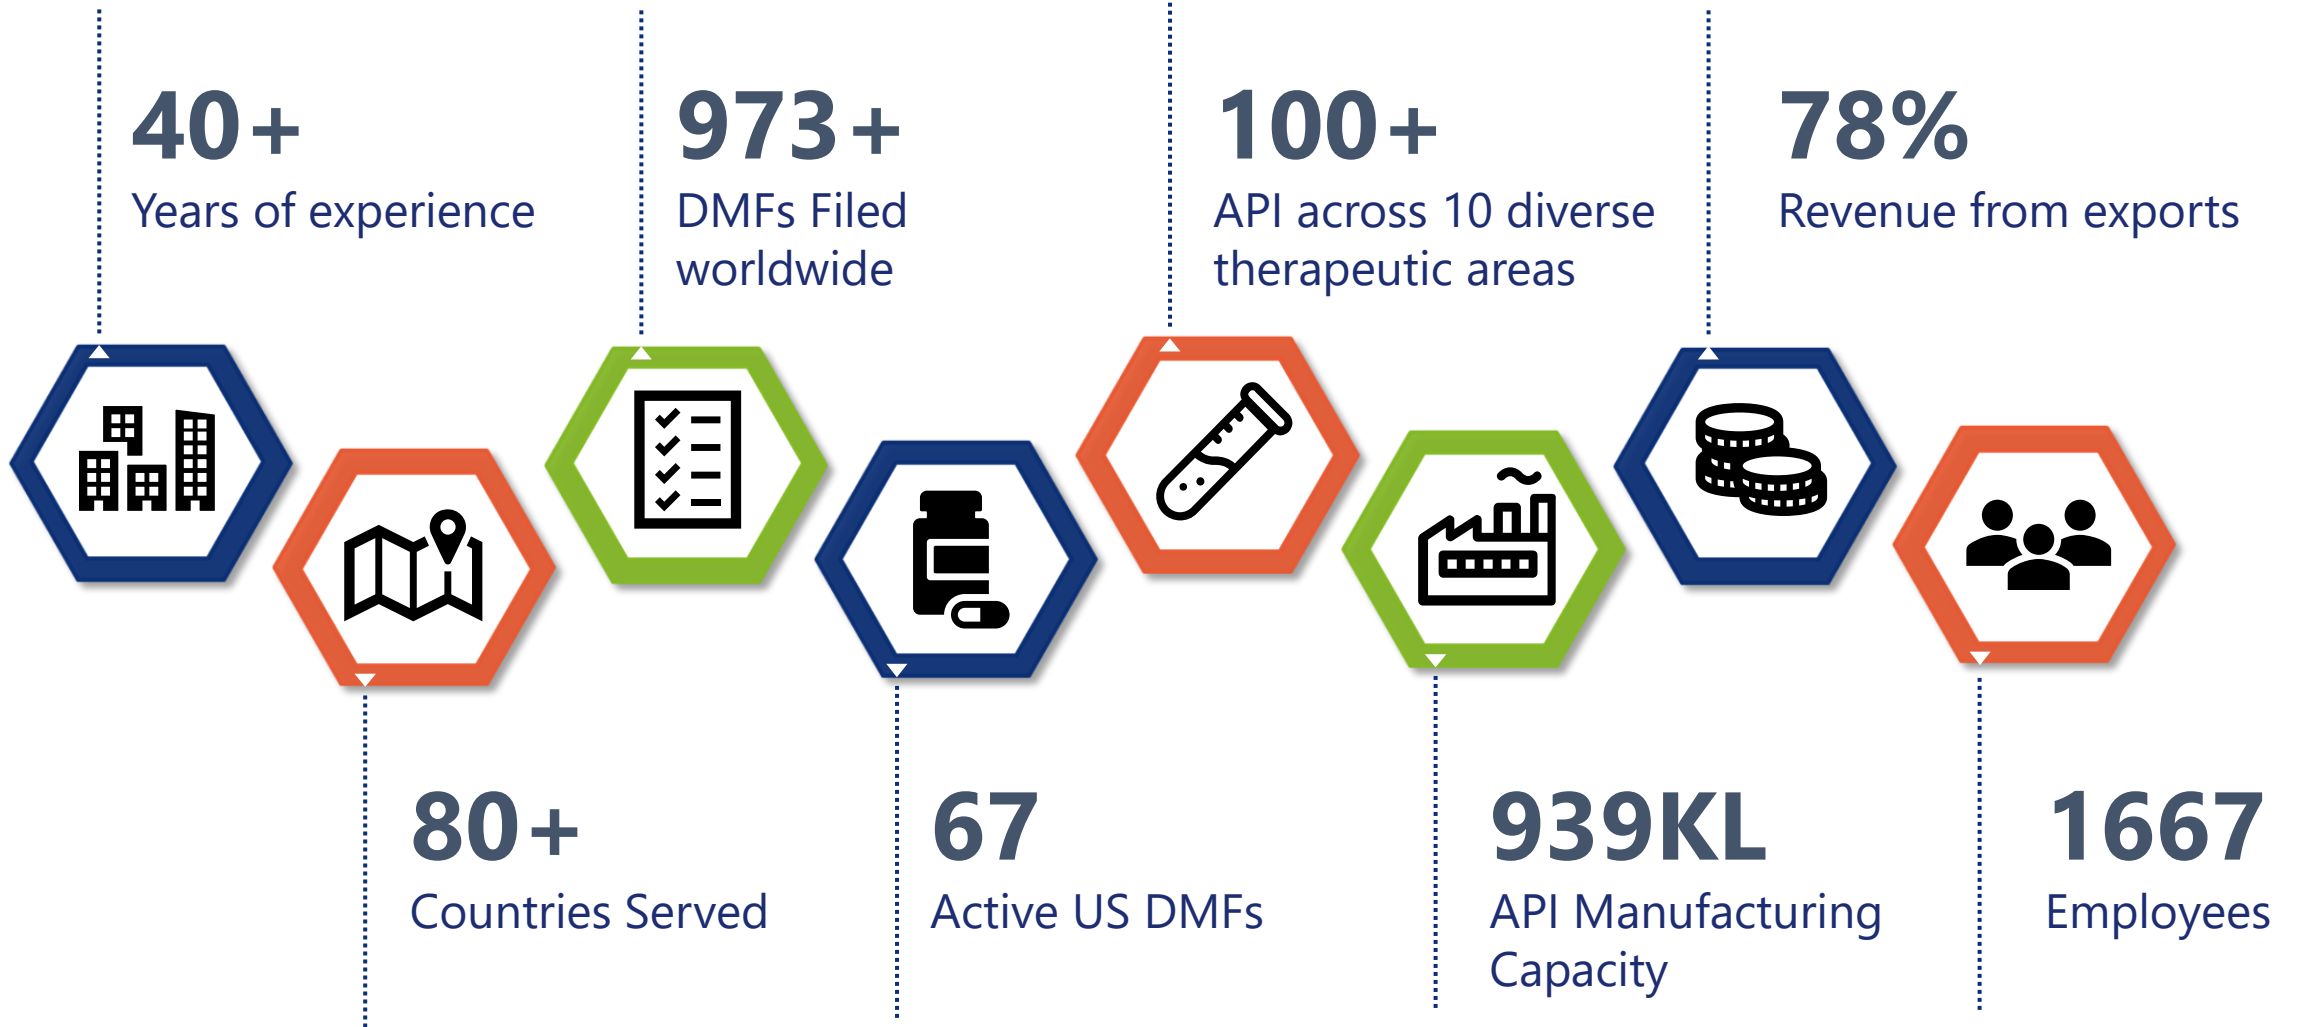 40+
Years of experience
973+
DMFs Filed
worldwide
100+
API across 10 diverse
therapeutic areas
78%
Revenue from exports
80+
Countries Served
67
Active US DMFs
939KL
API Manufacturing
Capacity
1667
Employees